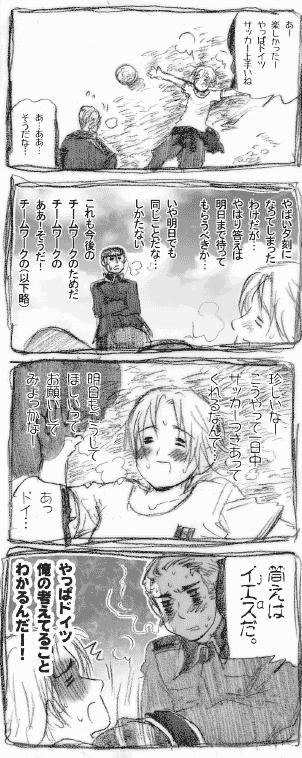 あー
楽しかったー
やっぱドイツ
サッカー上手いね
あ…ああ…
そうだな…
やばい夕刻に
なってしまった
わけだが…
やはり答えは
明日まで待って
もらうべきか…
いや明日でも
同じことだな…
しかたない
これも今後の
チームワークのためだ
チームワークの
ああ！そうだ！
チームワークの（以下略）
珍しいなー
こうやって一日中
サッカーつきあって
くれるなんて…
明日もこうして
ほしいって
お願いして
みよっかな
あっ
ドイ…
答えは
イエスだ。
ja
やっぱドイツ
俺の考えてること
わかるんだー！